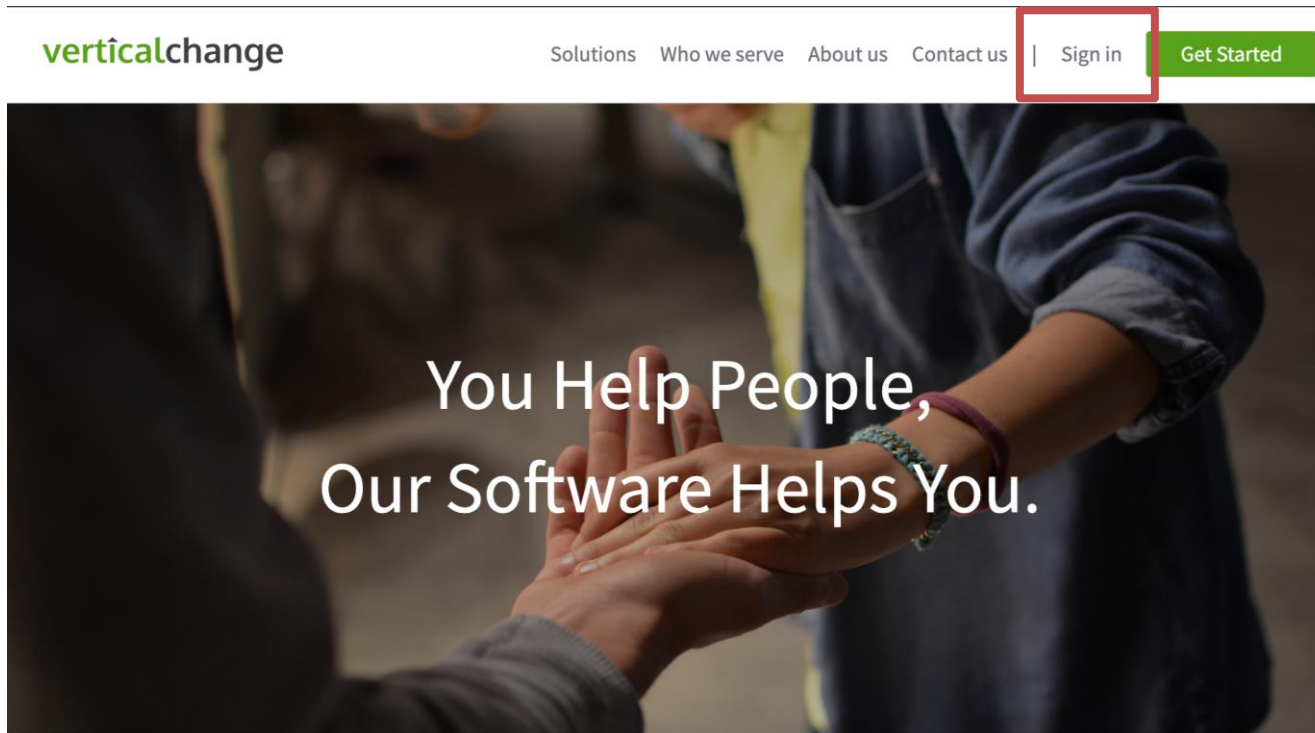 verticalchange
Solutions Who we serve About us Contact us | Sign in Get Started
You Help People,
Our Software Helps You.